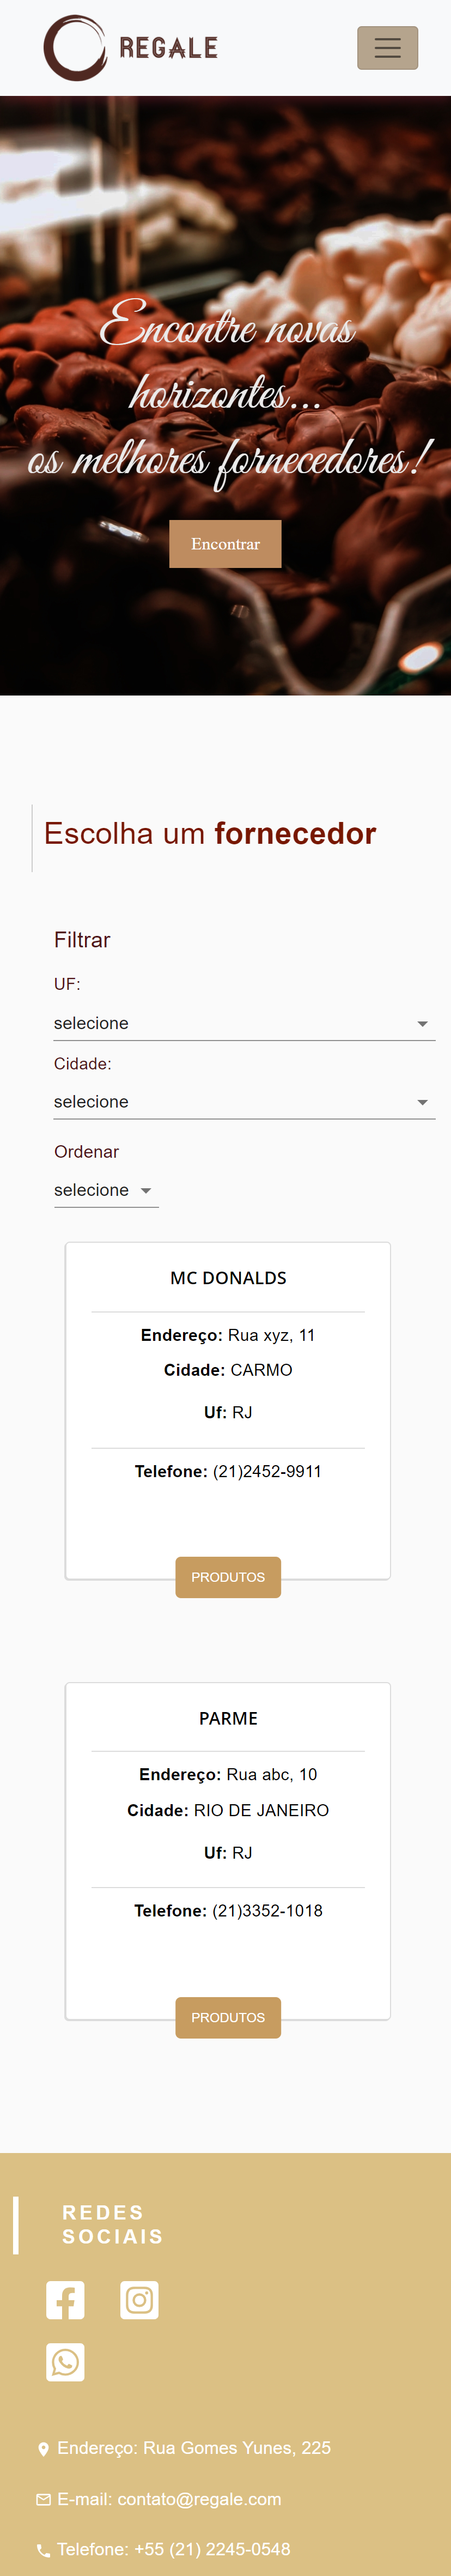 REGALE
Encontre novas
horizontes...
os melhores fornecedores!
Encontrar
Escolha um fornecedor
Filtrar
UF:
selecione
Cidade:
selecione
Ordenar
selecione
MC DONALDS
Endereço: Rua xyz, 11
Cidade: CARMO
Uf: RJ
Telefone: (21)2452-9911
PRODUTOS
PARME
Endereço: Rua abc, 10
Cidade: RIO DE JANEIRO
Uf: RJ
Telefone: (21)3352-1018
PRODUTOS
REDES
SOCIAIS
Endereço: Rua Gomes Yunes, 225
E-mail: contato@regale.com
Telefone: +55 (21) 2245-0548